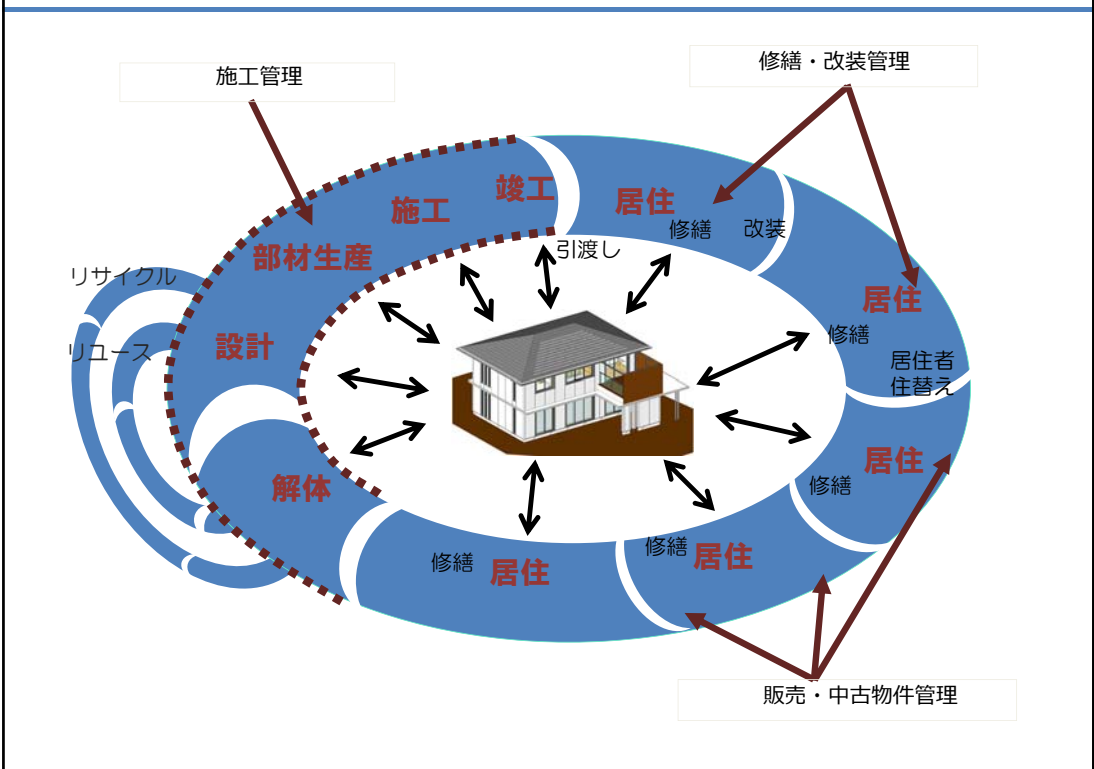 施工管理
修繕・改装管理
竣工
施工
部材生産
設計
解体
リサイクル
リユース
引渡し
居住
修繕
改装
居住
修繕
居住者
住替え
居住
修繕
居住
修繕
居住
修繕
販売・中古物件管理